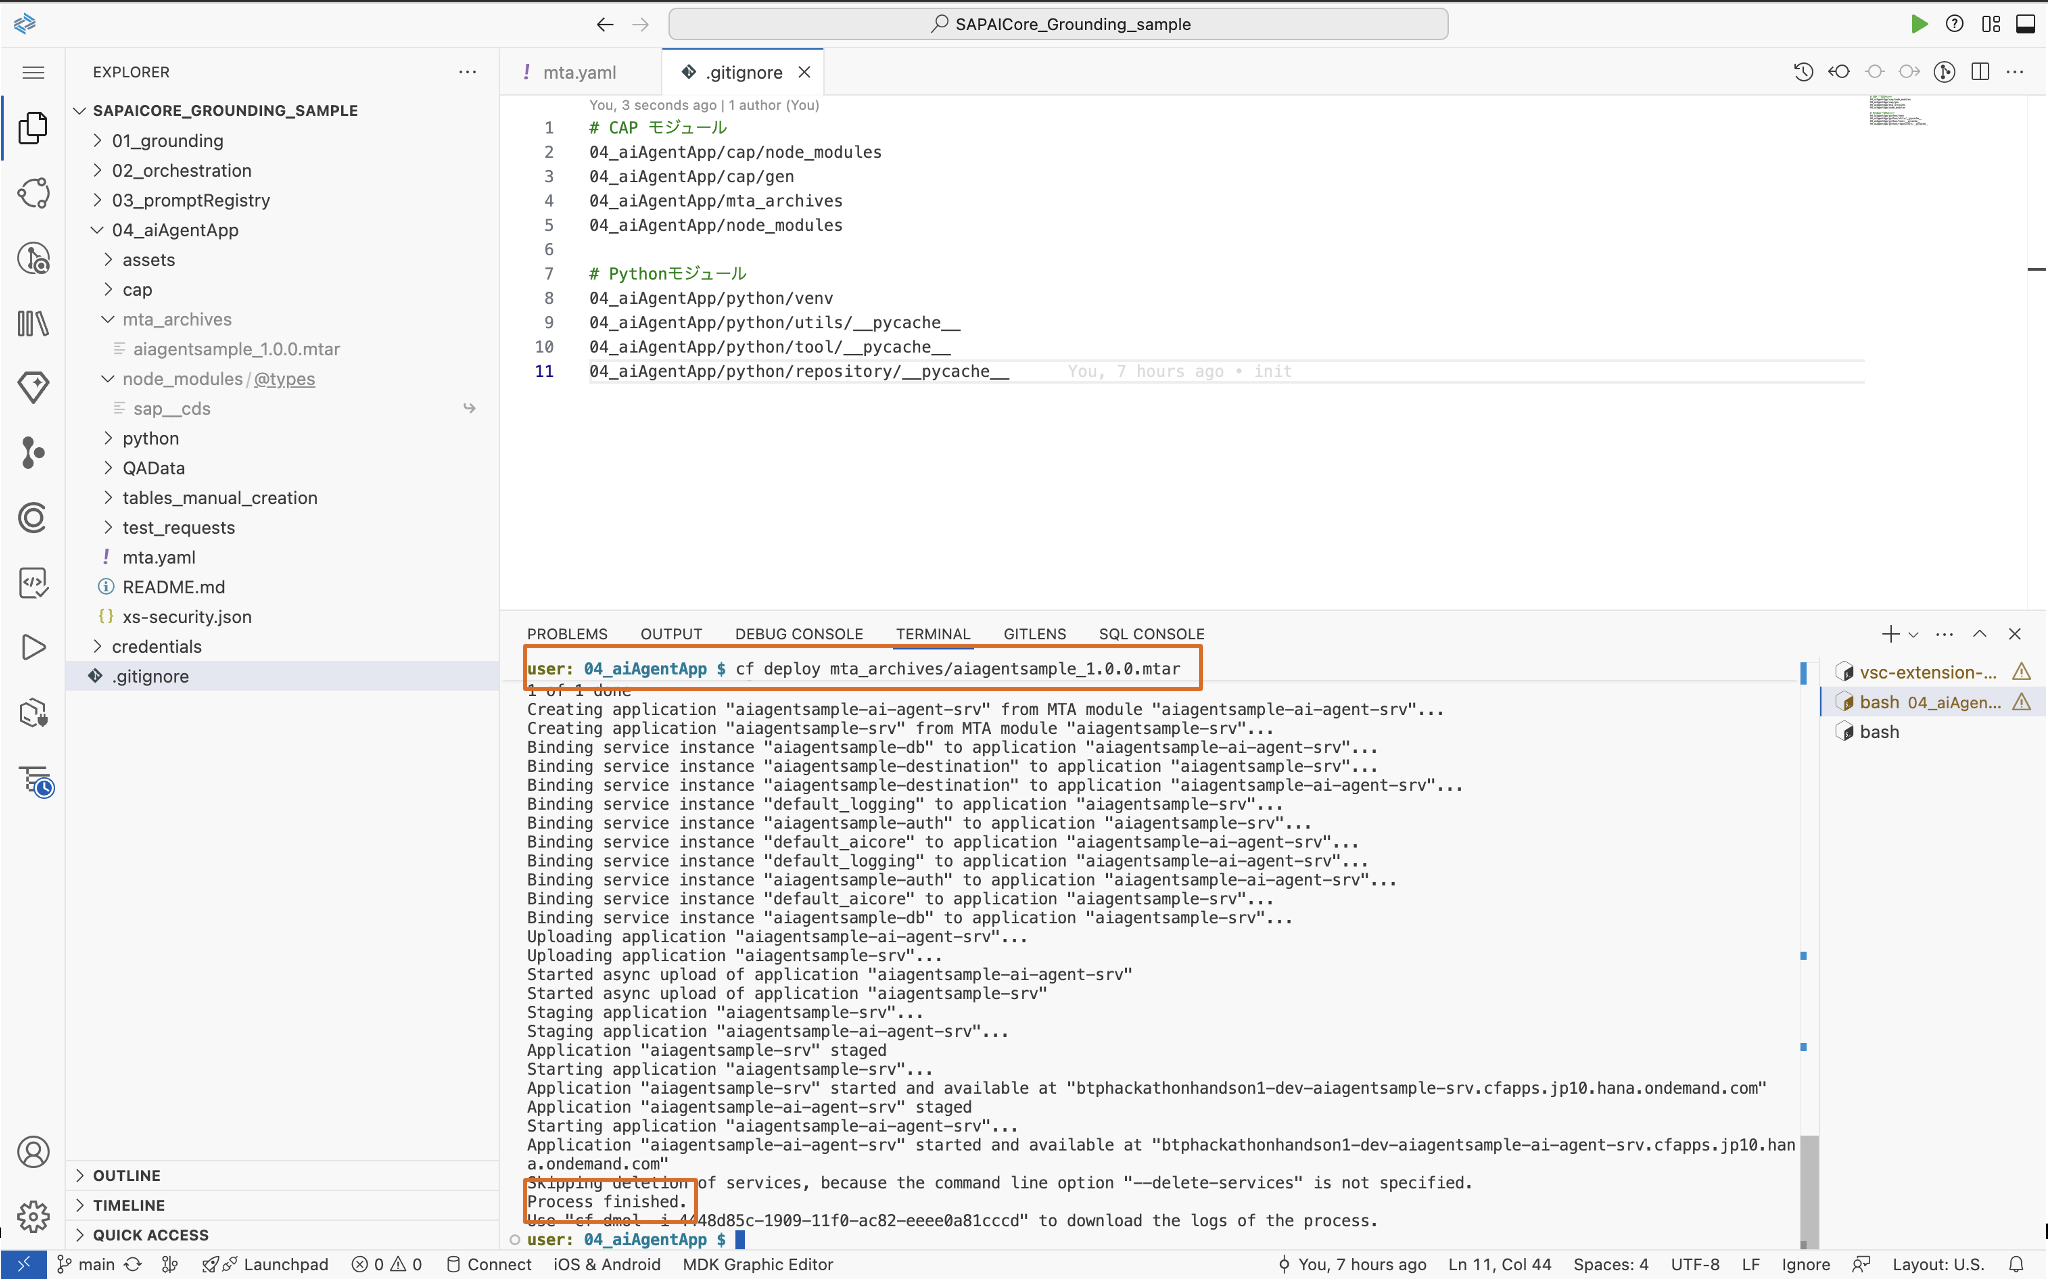 SAPAICore_Grounding_sample
EXPLORER
SAPAICORE_GROUNDING_SAMPLE
01_grounding
02_orchestration
03_promptRegistry
04_aiAgentApp
assets
cap
mta_archives
aiagentsample_1.0.0.mtar
node_modules/@types
sap__cds
python
QAData
tables_manual_creation
test_requests
! mta.yaml
README.md
{} xs-security.json
credentials
.gitignore
OUTLINE
TIMELINE
QUICK ACCESS
! mta.yaml
.gitignore
You, 3 seconds ago | 1 author (You)
1 # CAP モジュール
2 04_aiAgentApp/cap/node_modules
3 04_aiAgentApp/cap/gen
4 04_aiAgentApp/mta_archives
5 04_aiAgentApp/node_modules
6
7 # Pythonモジュール
8 04_aiAgentApp/python/venv
9 04_aiAgentApp/python/utils/__pycache__
10 04_aiAgentApp/python/tool/__pycache__
11 04_aiAgentApp/python/repository/__pycache__ You, 7 hours ago • init
PROBLEMS OUTPUT DEBUG CONSOLE TERMINAL GITLENS SQL CONSOLE
user: 04_aiAgentApp $ cf deploy mta_archives/aiagentsample_1.0.0.mtar
1 of 1 done
Creating application "aiagentsample-ai-agent-srv" from MTA module "aiagentsample-ai-agent-srv"...
Creating application "aiagentsample-srv" from MTA module "aiagentsample-srv"...
Binding service instance "aiagentsample-db" to application "aiagentsample-ai-agent-srv"...
Binding service instance "aiagentsample-destination" to application "aiagentsample-srv"...
Binding service instance "aiagentsample-destination" to application "aiagentsample-ai-agent-srv"...
Binding service instance "default_logging" to application "aiagentsample-srv"...
Binding service instance "aiagentsample-auth" to application "aiagentsample-srv"...
Binding service instance "default_aicore" to application "aiagentsample-ai-agent-srv"...
Binding service instance "default_logging" to application "aiagentsample-ai-agent-srv"...
Binding service instance "aiagentsample-auth" to application "aiagentsample-ai-agent-srv"...
Binding service instance "default_aicore" to application "aiagentsample-srv"...
Binding service instance "aiagentsample-db" to application "aiagentsample-srv"...
Uploading application "aiagentsample-ai-agent-srv"...
Uploading application "aiagentsample-srv"...
Started async upload of application "aiagentsample-ai-agent-srv"
Started async upload of application "aiagentsample-srv"
Staging application "aiagentsample-srv"...
Staging application "aiagentsample-ai-agent-srv"...
Application "aiagentsample-srv" staged
Starting application "aiagentsample-srv"...
Application "aiagentsample-srv" started and available at "btphackathonhandson1-dev-aiagentsample-srv.cfapps.jp10.hana.ondemand.com"
Application "aiagentsample-ai-agent-srv" staged
Starting application "aiagentsample-ai-agent-srv"...
Application "aiagentsample-ai-agent-srv" started and available at "btphackathonhandson1-dev-aiagentsample-ai-agent-srv.cfapps.jp10.han
a.ondemand.com"
Skipping deletion of services, because the command line option "--delete-services" is not specified.
Process finished.
Use "cf dmol -i 4448d85c-1909-11f0-ac82-eeee0a81cccd" to download the logs of the process.
user: 04_aiAgentApp $
vsc-extension-...
bash 04_aiAgen...
bash
main
Launchpad
0 0
Connect
iOS & Android
MDK Graphic Editor
You, 7 hours ago
Ln 11, Col 44
Spaces: 4
UTF-8
LF
Ignore
Layout: U.S.